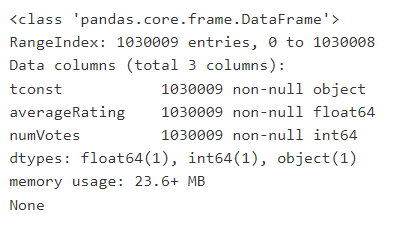 <class 'pandas.core.frame.DataFrame'>
RangeIndex: 1030009 entries, 0 to 1030008
Data columns (total 3 columns):
tconst           1030009 non-null object
averageRating    1030009 non-null float64
numVotes         1030009 non-null int64
dtypes: float64(1), int64(1), object(1)
memory usage: 23.6+ MB
None